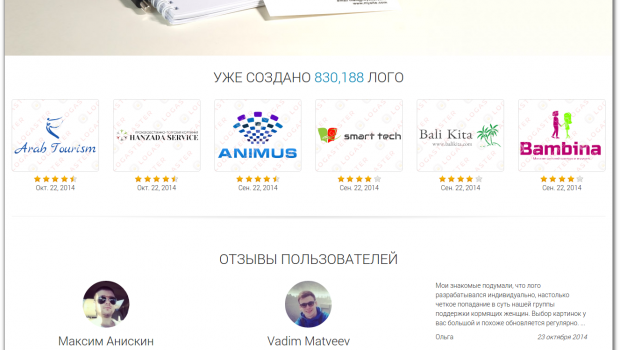 УЖЕ СОЗДАНО 830,188 ЛОГО
Arab Tourism
HANZADA SERVICE
ANIMUS
smart tech
Bali Kita
www.balikita.com
Bambina
Окт. 22, 2014
Окт. 22, 2014
Сен. 22, 2014
Сен. 22, 2014
Сен. 22, 2014
Сен. 22, 2014
ОТЗЫВЫ ПОЛЬЗОВАТЕЛЕЙ
Максим Анискин
Vadim Matveev
Мои знакомые подумали, что лого
разрабатывался индивидуально, настолько
четкое попадание в суть нашей группы
поддержки кормящих женщин. Выбор картинок у
вас большой и похоже обновляется регулярно. ...
Ольга
23 октября 2014